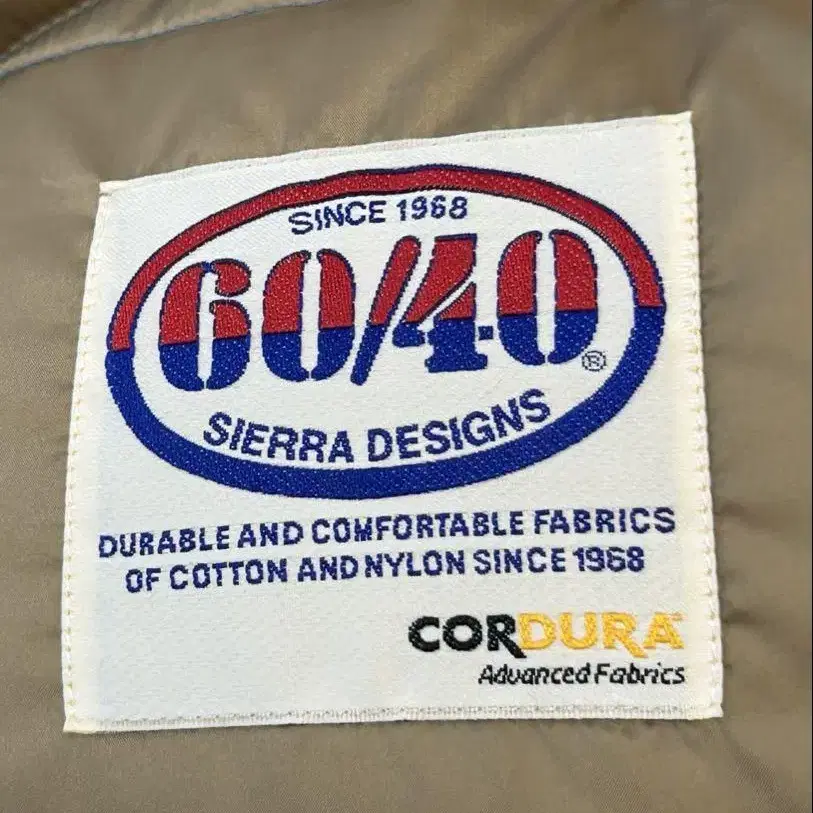 SINCE 1968
60/40®
SIERRA DESIGNS
DURABLE AND COMFORTABLE FABRICS
OF COTTON AND NYLON SINCE 1968
CORDURA
Advanced Fabrics